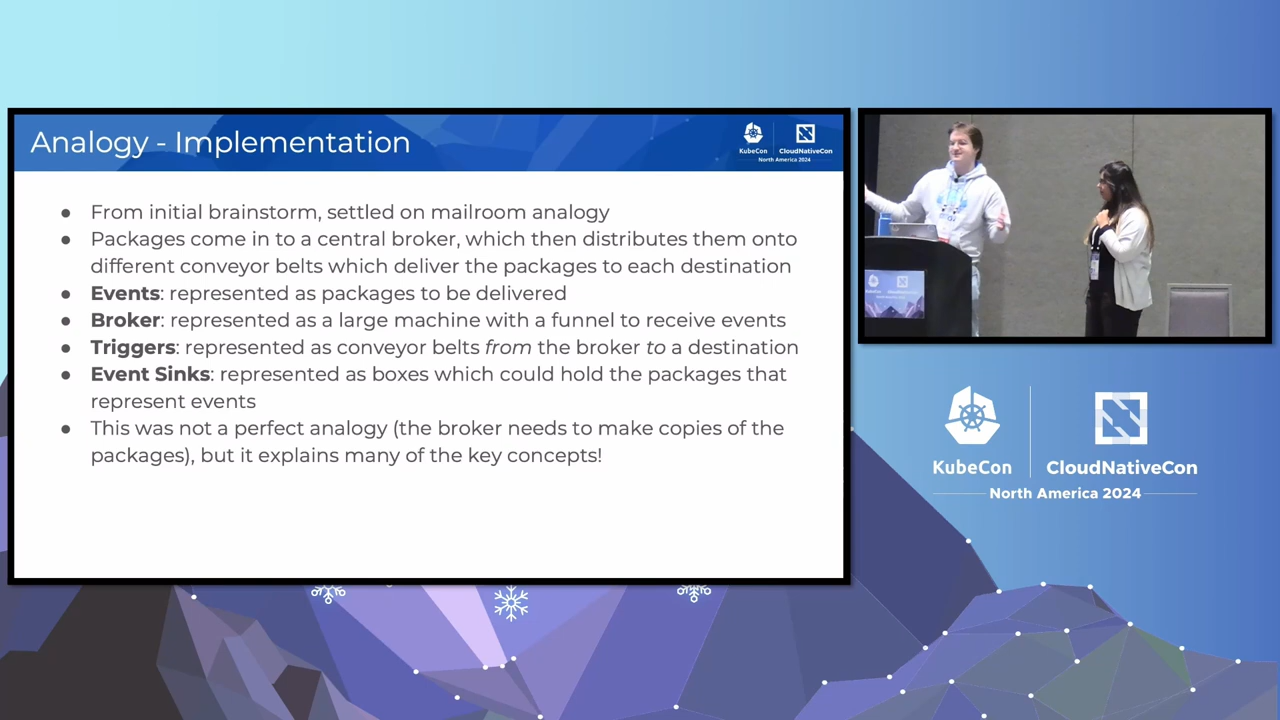 Analogy - Implementation
KubeCon
CloudNativeCon
North America 2024
● From initial brainstorm, settled on mailroom analogy
● Packages come in to a central broker, which then distributes them onto
different conveyor belts which deliver the packages to each destination
● Events: represented as packages to be delivered
● Broker: represented as a large machine with a funnel to receive events
● Triggers: represented as conveyor belts from the broker to a destination
● Event Sinks: represented as boxes which could hold the packages that
represent events
● This was not a perfect analogy (the broker needs to make copies of the
packages), but it explains many of the key concepts!
KubeCon
CloudNativeCon
North America 2024